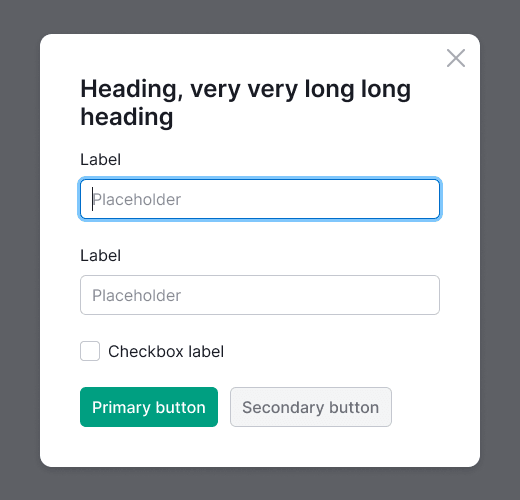 Heading, very very long long
heading
Label
Placeholder
Label
Placeholder
Checkbox label
Primary button
Secondary button